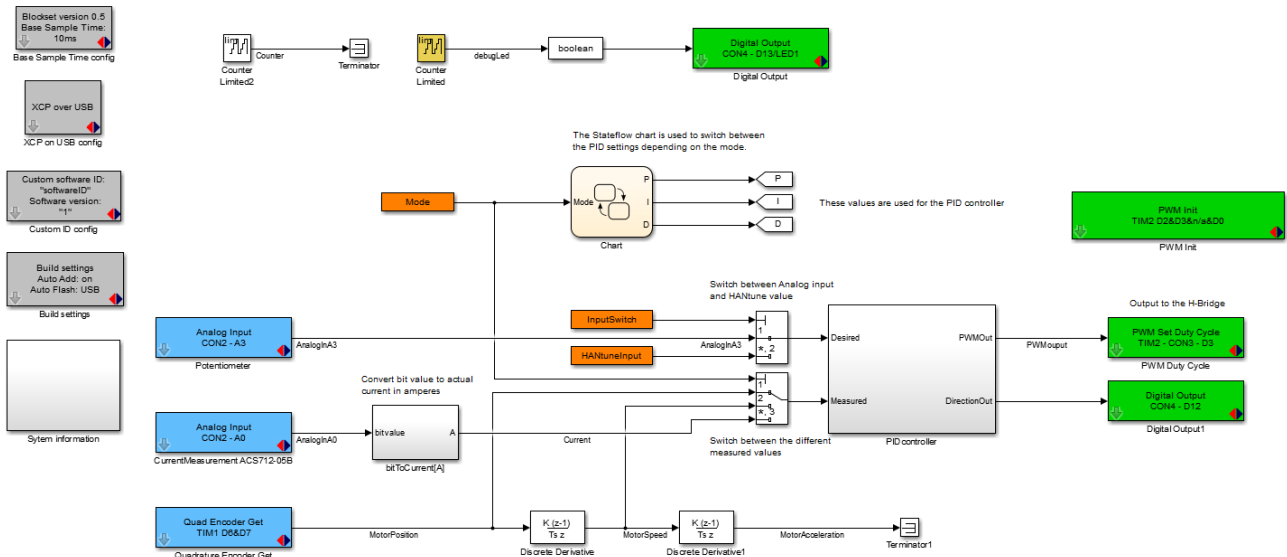 Blockset version 0.5
Base Sample Time:
10ms
Base Sample Time config
lim
Counter
Counter
Limited2
Terminator
lim
debugLed
Counter
Limited
boolean
Digital Output
CON4 - D13/LED1
Digital Output
XCP over USB
XCP on USB config
The Stateflow chart is used to switch between
the PID settings depending on the mode.
Custom software ID:
"softwareID"
Software version:
"1"
Custom ID config
Mode
Mode
P
I
D
Chart
P
I
D
These values are used for the PID controller
PWM Init
TIM2 D2&D3&n/a&D0
PWM Init
Build settings
Auto Add: on
Auto Flash: USB
Build settings
Switch between Analog input
and HANtune value
InputSwitch
HANtuneInput
1
*, 2
Analog Input
CON2 - A3
Potentiometer
AnalogInA3
AnalogInA3
Desired
Measured
PWMOut
DirectionOut
PID controller
Output to the H-Bridge
PWMouput
PWM Set Duty Cycle
TIM2 - CON3 - D3
PWM Duty Cycle
Digital Output
CON4 - D12
Digital Output1
Convert bit value to actual
current in amperes
1
2
*, 3
Switch between the different
measured values
Sytem information
Analog Input
CON2 - A0
CurrentMeasurement ACS712-05B
AnalogInA0
bitvalue
A
bitToCurrent[A]
Current
Quad Encoder Get
TIM1 D6&D7
Quadrature Encoder Get
MotorPosition
K (z-1)
Ts z
Discrete Derivative
MotorSpeed
K (z-1)
Ts z
Discrete Derivative1
MotorAcceleration
Terminator1